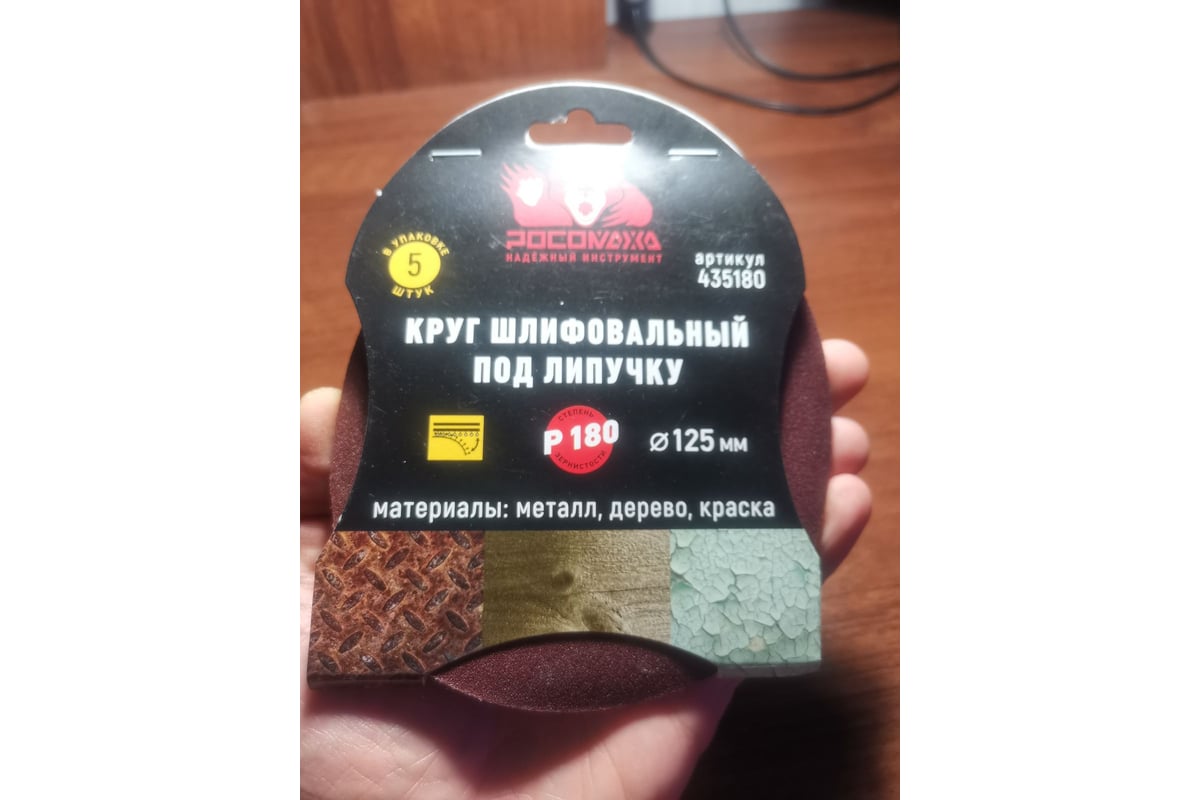 РОСОМАХА
НАДЁЖНЫЙ ИНСТРУМЕНТ
В УПАКОВКЕ
5
ШТУК
артикул
435180
КРУГ ШЛИФОВАЛЬНЫЙ
ПОД ЛИПУЧКУ
СТЕПЕНЬ
P 180
ЗЕРНИСТОСТИ
⌀ 125 мм
материалы: металл, дерево, краска